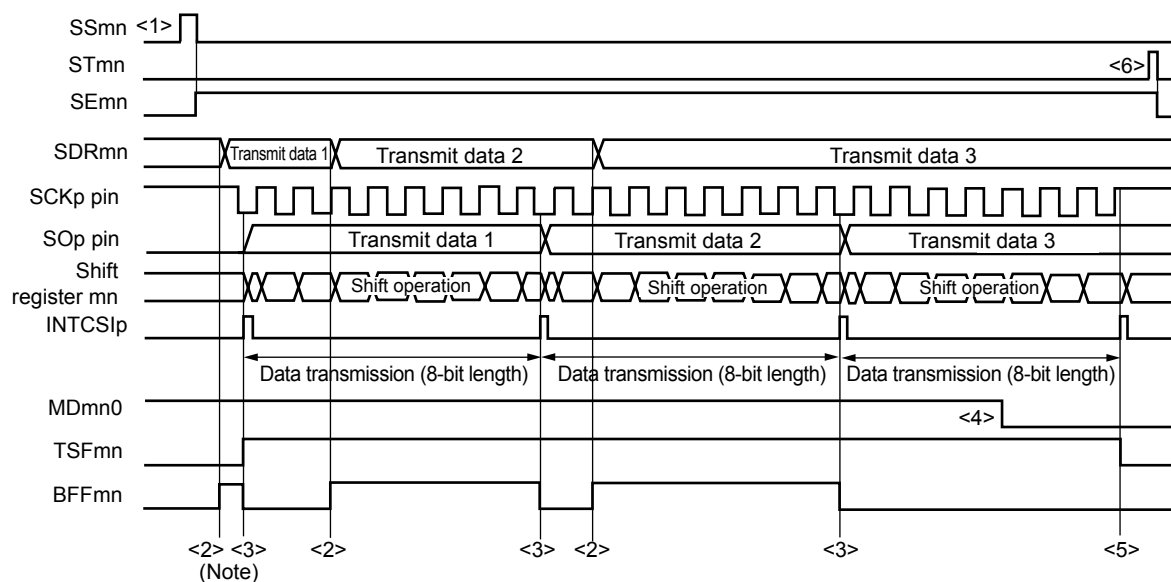 SSmn <1>
STmn <6>
SEmn
SDRmn Transmit data 1 Transmit data 2 Transmit data 3
SCKp pin
SOp pin Transmit data 1 Transmit data 2 Transmit data 3
Shift
register mn Shift operation Shift operation Shift operation
INTCSIp
Data transmission (8-bit length) Data transmission (8-bit length) Data transmission (8-bit length)
MDmn0 <4>
TSFmn
BFFmn
<2> <3> <2> <3> <2> <3> <5>
(Note)